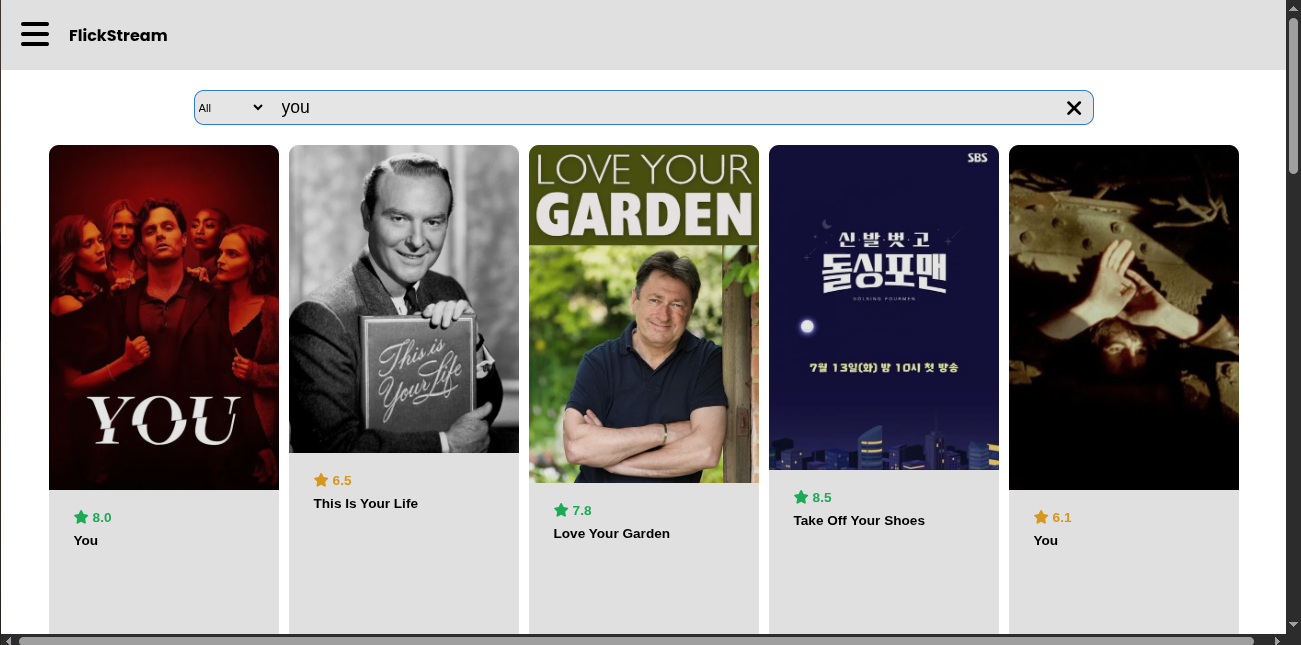 FlickStream
All
you
YOU
8.0
You
This is
Your Life
6.5
This Is Your Life
LOVE YOUR
GARDEN
7.8
Love Your Garden
SBS
신발벗고
돌싱포맨
DOLSING FOURMEN
7월 13일(화) 밤 10시 첫 방송
8.5
Take Off Your Shoes
6.1
You